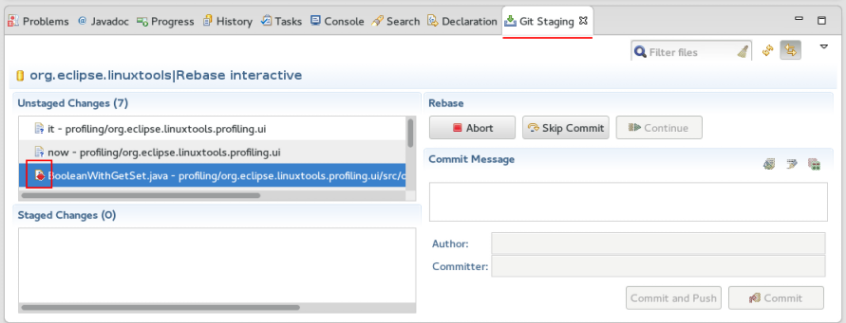 Problems @ Javadoc Progress History Tasks Console Search Declaration Git Staging
Filter files
org.eclipse.linuxtools|Rebase interactive
Unstaged Changes (7)
it - profiling/org.eclipse.linuxtools.profiling.ui
now - profiling/org.eclipse.linuxtools.profiling.ui
BooleanWithGetSet.java - profiling/org.eclipse.linuxtools.profiling.ui/src/o
Staged Changes (0)
Rebase
Abort Skip Commit Continue
Commit Message
Author:
Committer:
Commit and Push Commit